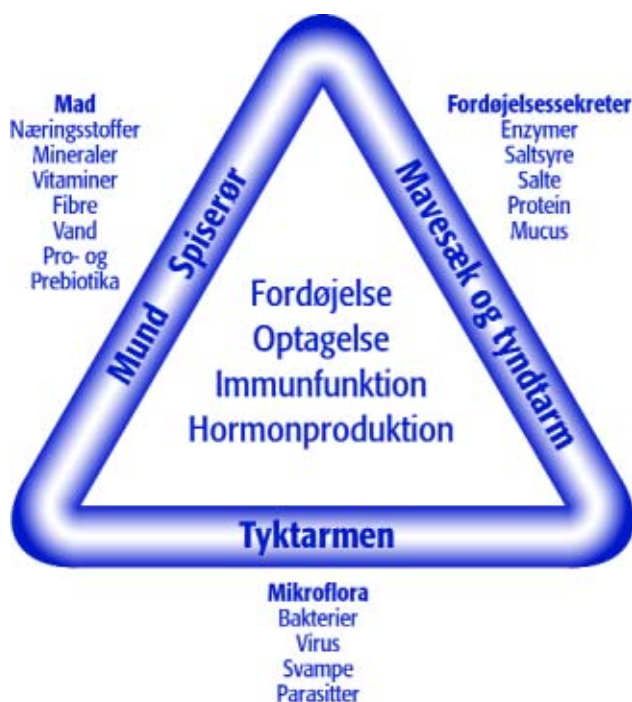 Mad
Næringsstoffer
Mineraler
Vitaminer
Fibre
Vand
Pro- og
Prebiotika
Mund Spiserør
Fordøjelsessekreter
Enzymer
Saltsyre
Salte
Protein
Mucus
Mavesæk og tyndtarm
Fordøjelse
Optagelse
Immunfunktion
Hormonproduktion
Tyktarmen
Mikroflora
Bakterier
Virus
Svampe
Parasitter